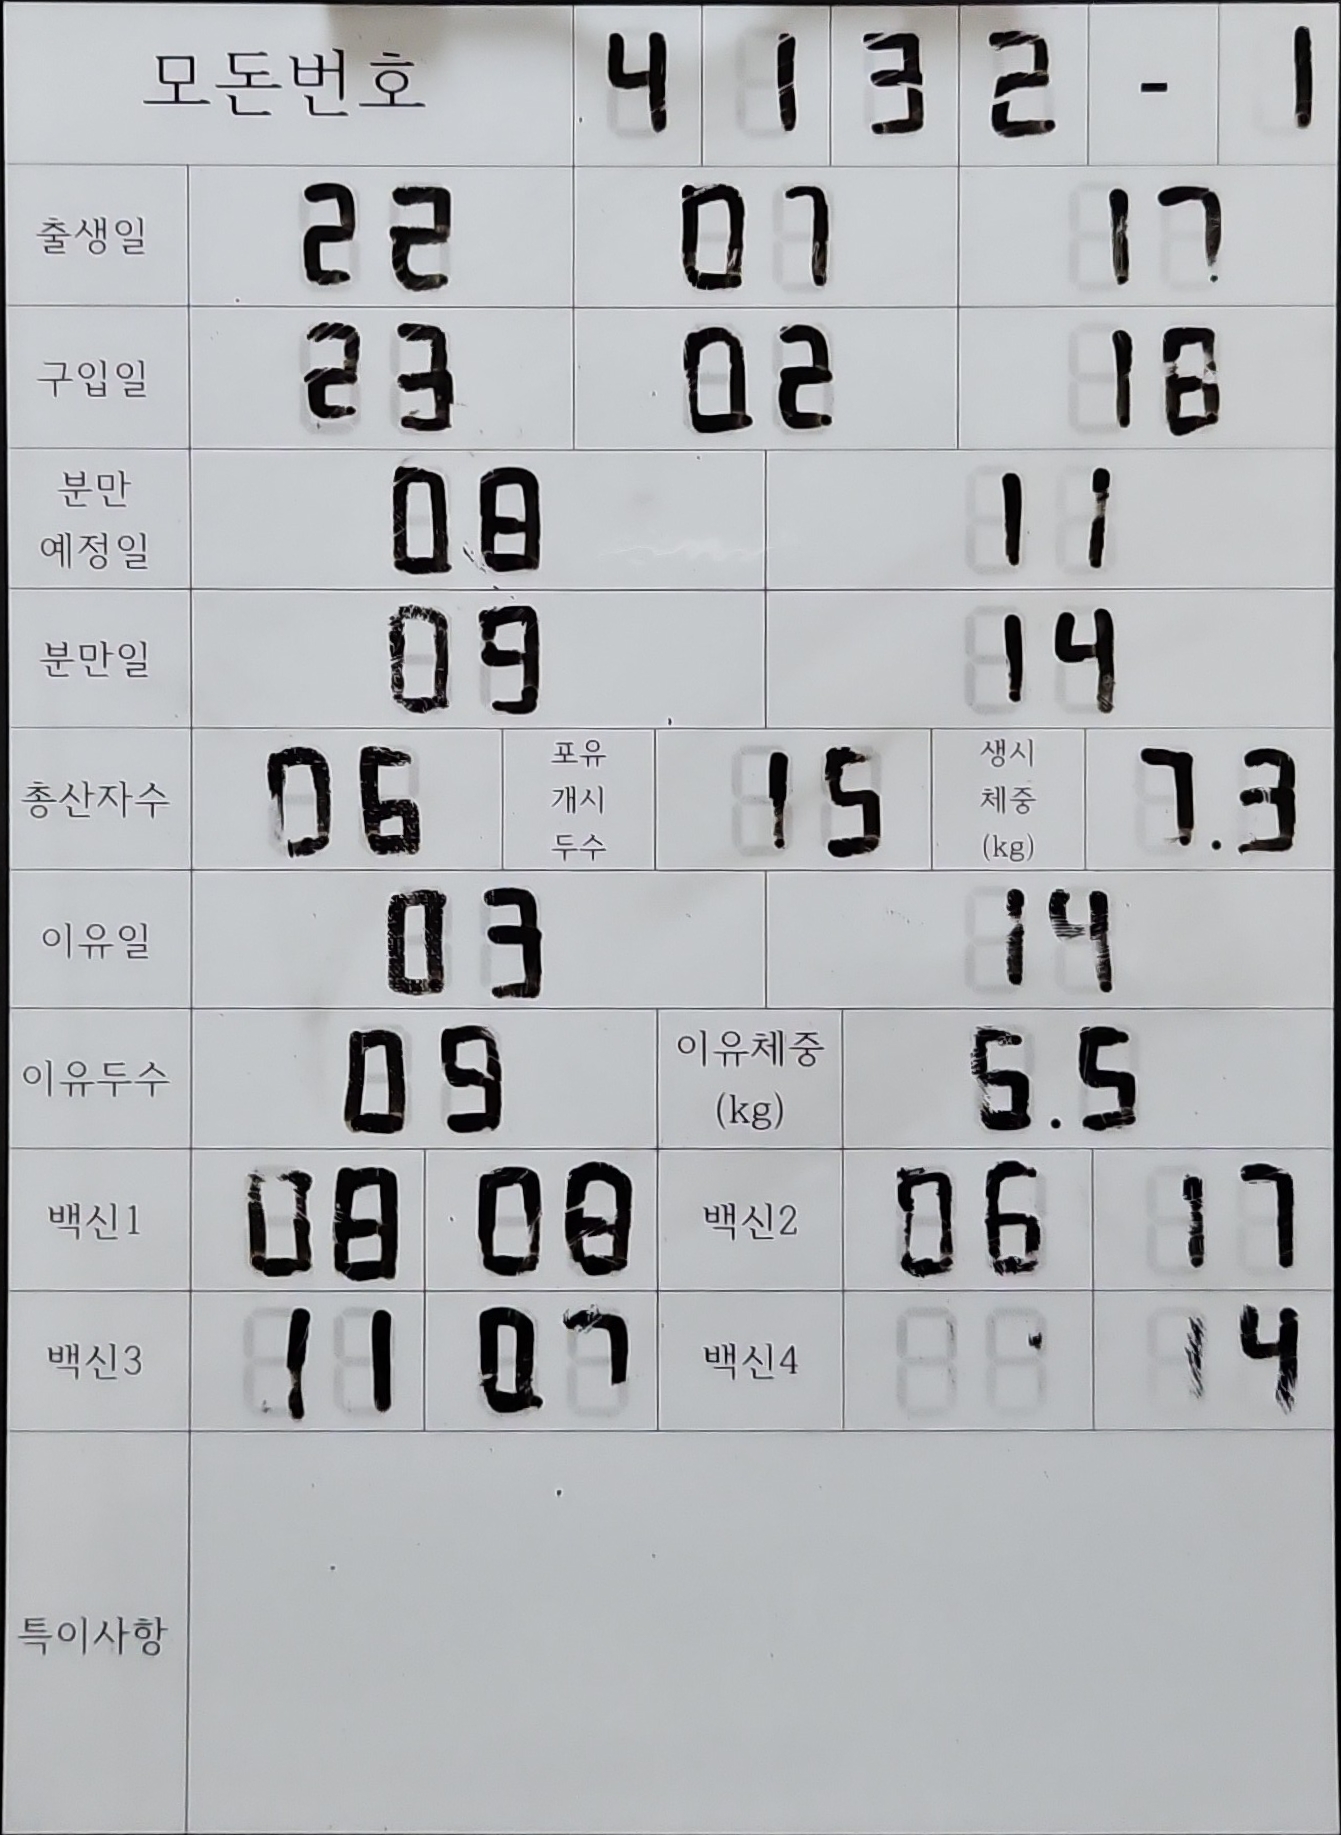 모돈번호 4 1 3 2 - 1
출생일 22 07 17
구입일 23 02 18
분만 예정일 08 11
분만일 09 14
총산자수 06 포유 개시 두수 15 생시 체중 (kg) 7.3
이유일 03 14
이유두수 09 이유체중 (kg) 6.5
백신1 08 08 백신2 06 17
백신3 11 07 백신4 14
특이사항